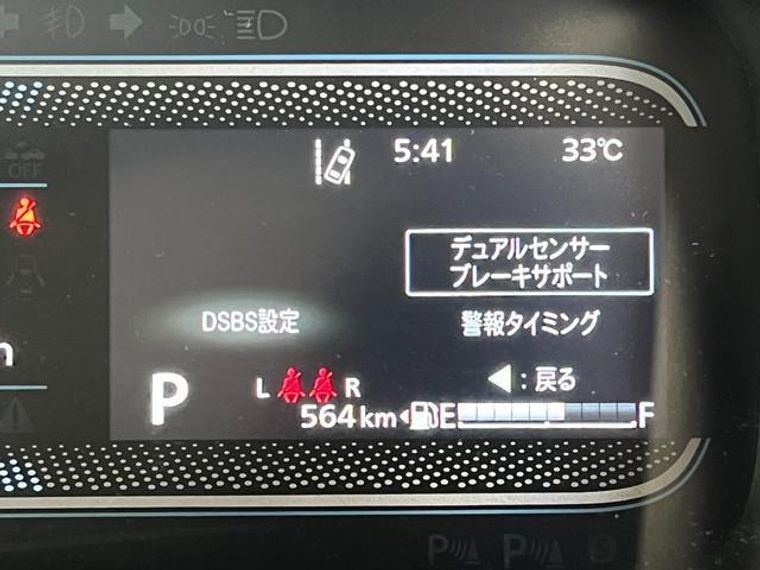 OFF
5:41 33℃
デュアルセンサー
ブレーキサポート
DSBS設定 警報タイミング
◀:戻る
P
L R
564km
E F
P P